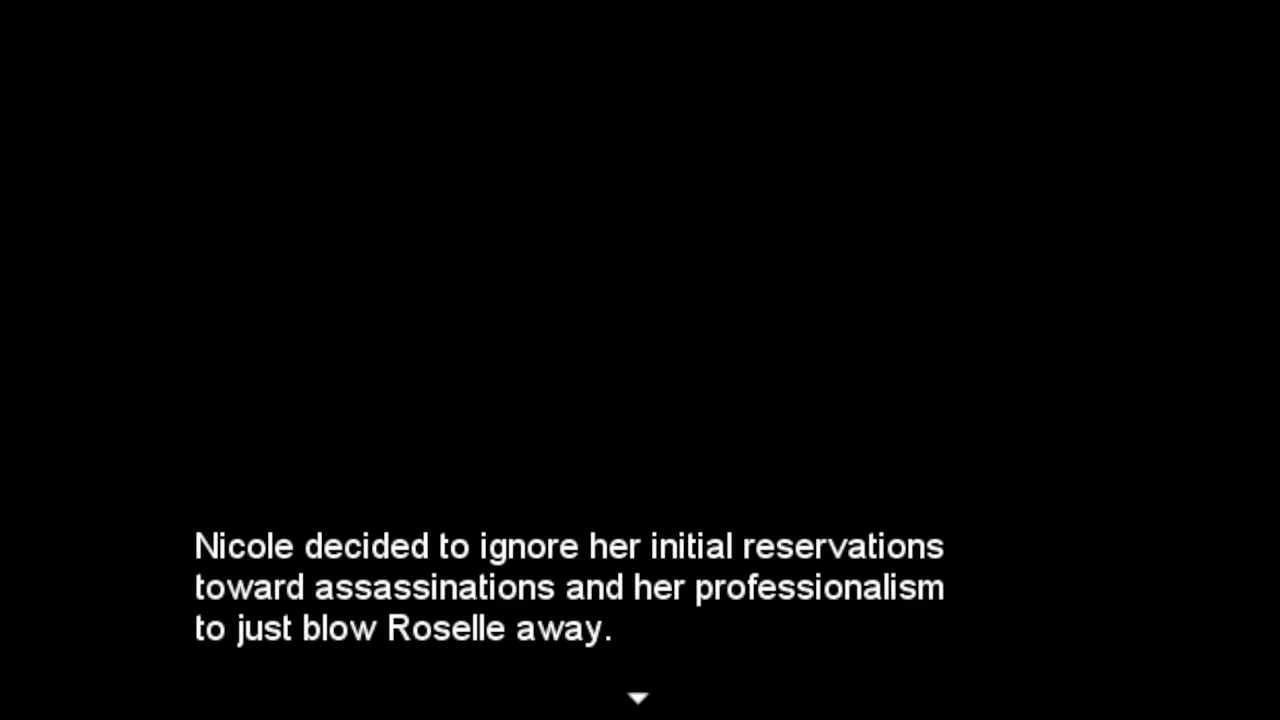 Nicole decided to ignore her initial reservations
toward assassinations and her professionalism
to just blow Roselle away.